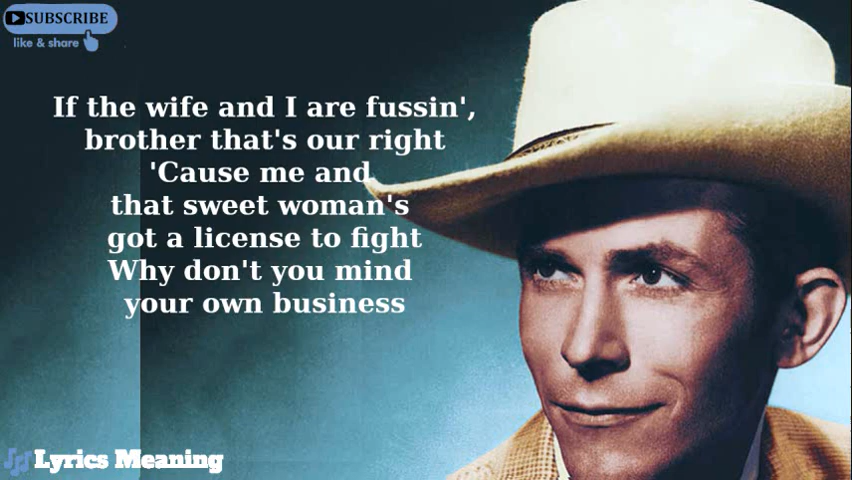 SUBSCRIBE
like & share
If the wife and I are fussin',
brother that's our right
'Cause me and
that sweet woman's
got a license to fight
Why don't you mind
your own business
Lyrics Meaning